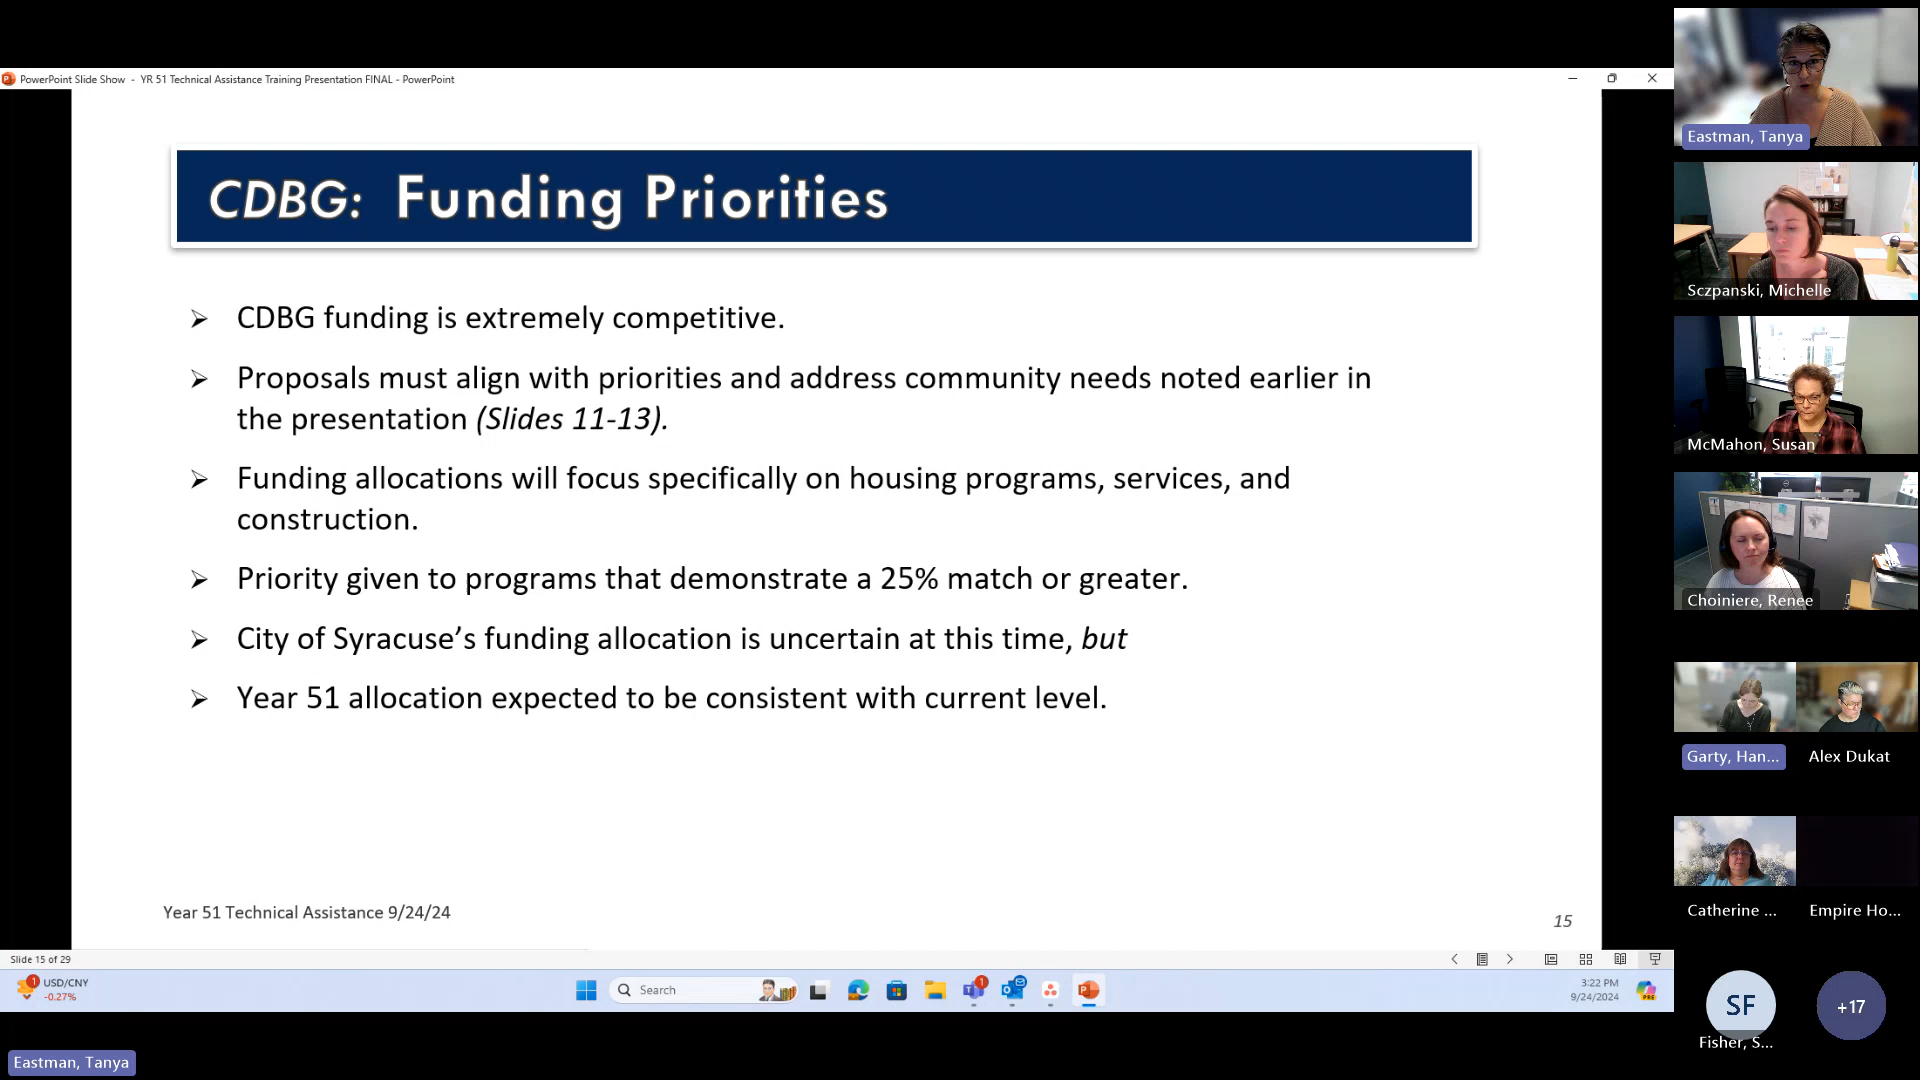 PowerPoint Slide Show - YR 51 Technical Assistance Training Presentation FINAL - PowerPoint
CDBG: Funding Priorities
CDBG funding is extremely competitive.
Proposals must align with priorities and address community needs noted earlier in
the presentation (Slides 11-13).
Funding allocations will focus specifically on housing programs, services, and
construction.
Priority given to programs that demonstrate a 25% match or greater.
City of Syracuse’s funding allocation is uncertain at this time, but
Year 51 allocation expected to be consistent with current level.
Year 51 Technical Assistance 9/24/24
15
Slide 15 of 29
1
USD/CNY
-0.27%
Search
1
3:22 PM
9/24/2024
PRE
Eastman, Tanya
Eastman, Tanya
Sczpanski, Michelle
McMahon, Susan
Choiniere, Renee
Garty, Han...
Alex Dukat
Catherine ...
Empire Ho...
SF
Fisher, S...
+17